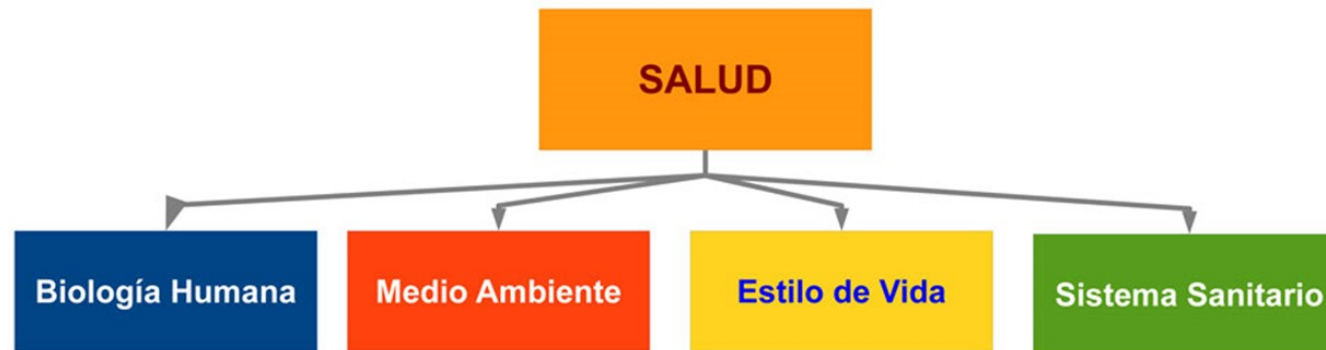 SALUD
Biología Humana
Medio Ambiente
Estilo de Vida
Sistema Sanitario